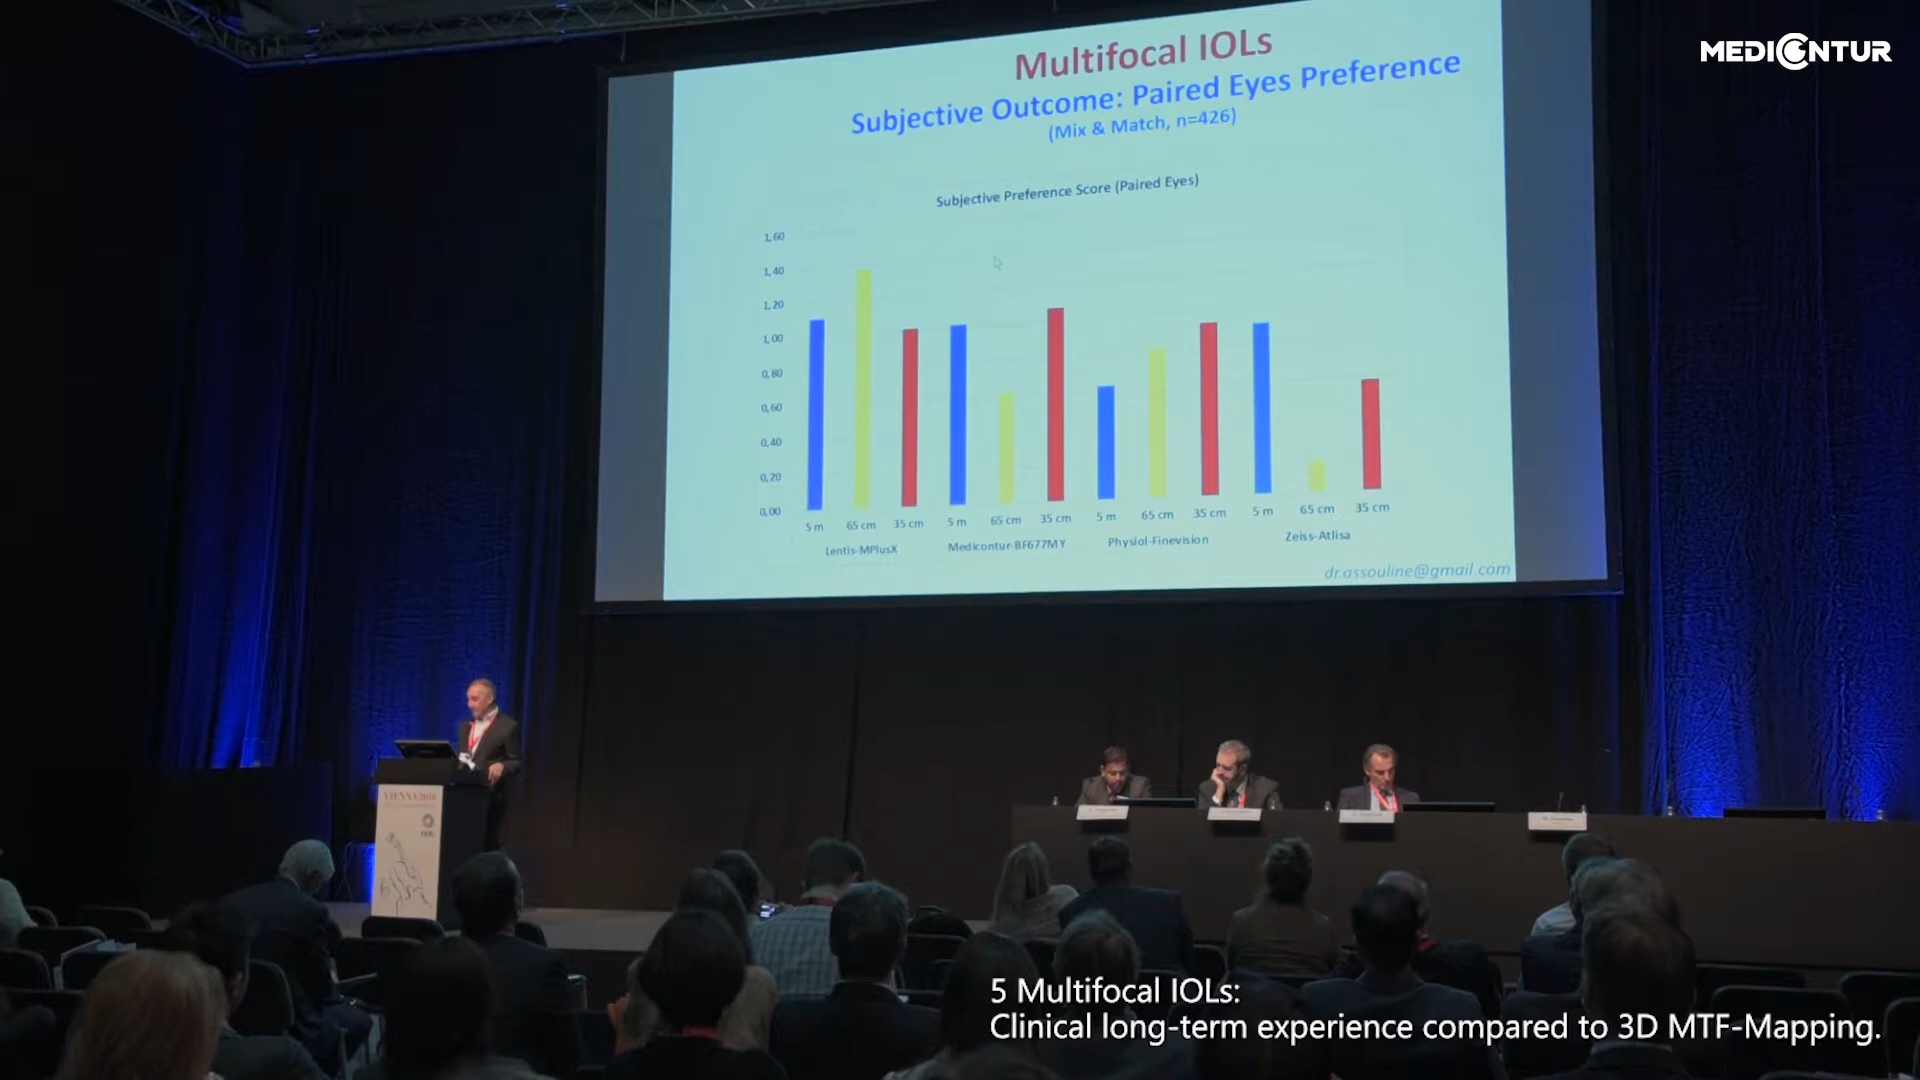 MEDICONTUR
Multifocal IOLs
Subjective Outcome: Paired Eyes Preference
(Mix & Match, n=426)
Subjective Preference Score (Paired Eyes)
1,60
1,40
1,20
1,00
0,80
0,60
0,40
0,20
0,00
5 m 65 cm 35 cm 5 m 65 cm 35 cm 5 m 65 cm 35 cm 5 m 65 cm 35 cm
Lentis-MPlusX Medicontur-BF677MY Physiol-Finevision Zeiss-Atlisa
dr.assouline@gmail.com
VIENNA 2018
5 Multifocal IOLs:
Clinical long-term experience compared to 3D MTF-Mapping.